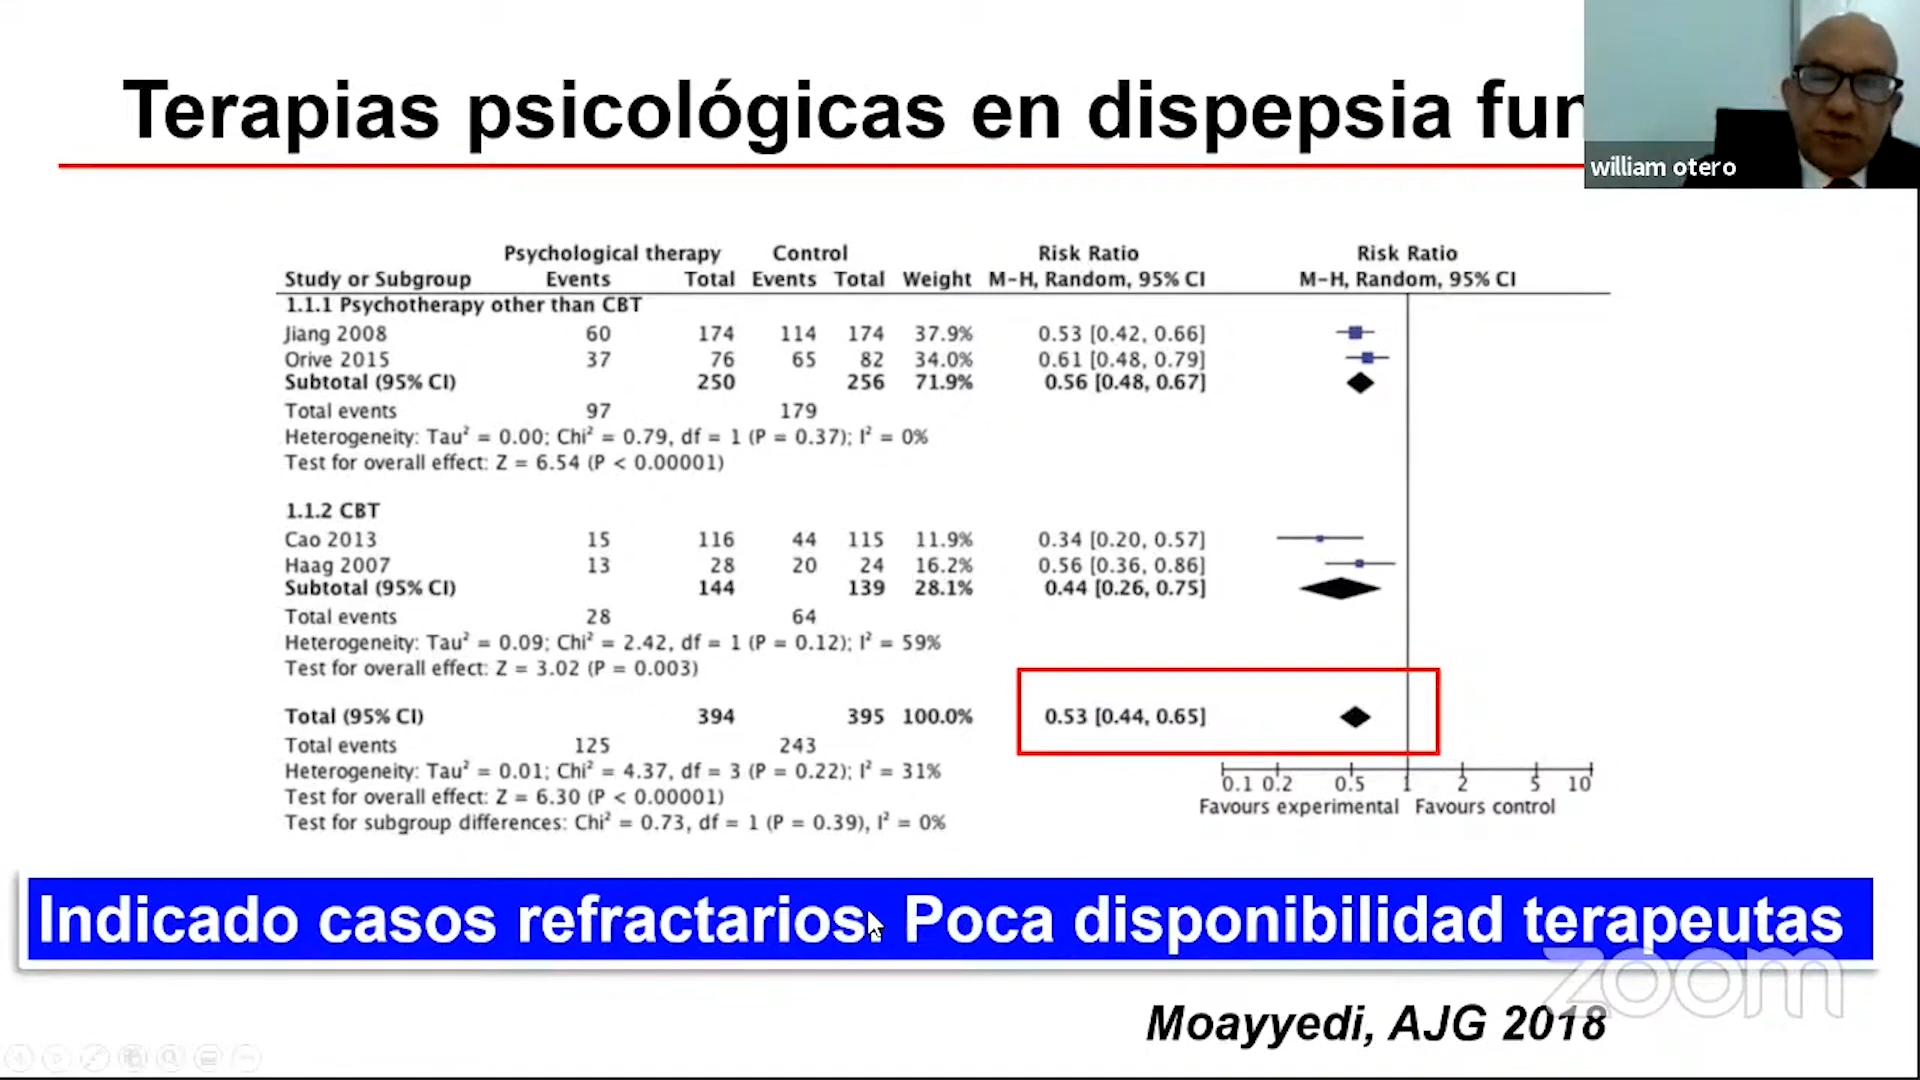 Terapias psicológicas en dispepsia fun
william otero
Psychological therapy Control Risk Ratio Risk Ratio
Study or Subgroup Events Total Events Total Weight M-H, Random, 95% CI M-H, Random, 95% CI
1.1.1 Psychotherapy other than CBT
Jiang 2008 60 174 114 174 37.9% 0.53 [0.42, 0.66]
Orive 2015 37 76 65 82 34.0% 0.61 [0.48, 0.79]
Subtotal (95% CI) 250 256 71.9% 0.56 [0.48, 0.67]
Total events 97 179
Heterogeneity: Tau² = 0.00; Chi² = 0.79, df = 1 (P = 0.37); I² = 0%
Test for overall effect: Z = 6.54 (P < 0.00001)
1.1.2 CBT
Cao 2013 15 116 44 115 11.9% 0.34 [0.20, 0.57]
Haag 2007 13 28 20 24 16.2% 0.56 [0.36, 0.86]
Subtotal (95% CI) 144 139 28.1% 0.44 [0.26, 0.75]
Total events 28 64
Heterogeneity: Tau² = 0.09; Chi² = 2.42, df = 1 (P = 0.12); I² = 59%
Test for overall effect: Z = 3.02 (P = 0.003)
Total (95% CI) 394 395 100.0% 0.53 [0.44, 0.65]
Total events 125 243
Heterogeneity: Tau² = 0.01; Chi² = 4.37, df = 3 (P = 0.22); I² = 31%
Test for overall effect: Z = 6.30 (P < 0.00001)
Test for subgroup differences: Chi² = 0.73, df = 1 (P = 0.39), I² = 0%
0.1 0.2 0.5 1 2 5 10
Favours experimental Favours control
Indicado casos refractarios. Poca disponibilidad terapeutas
zoom
Moayyedi, AJG 2018